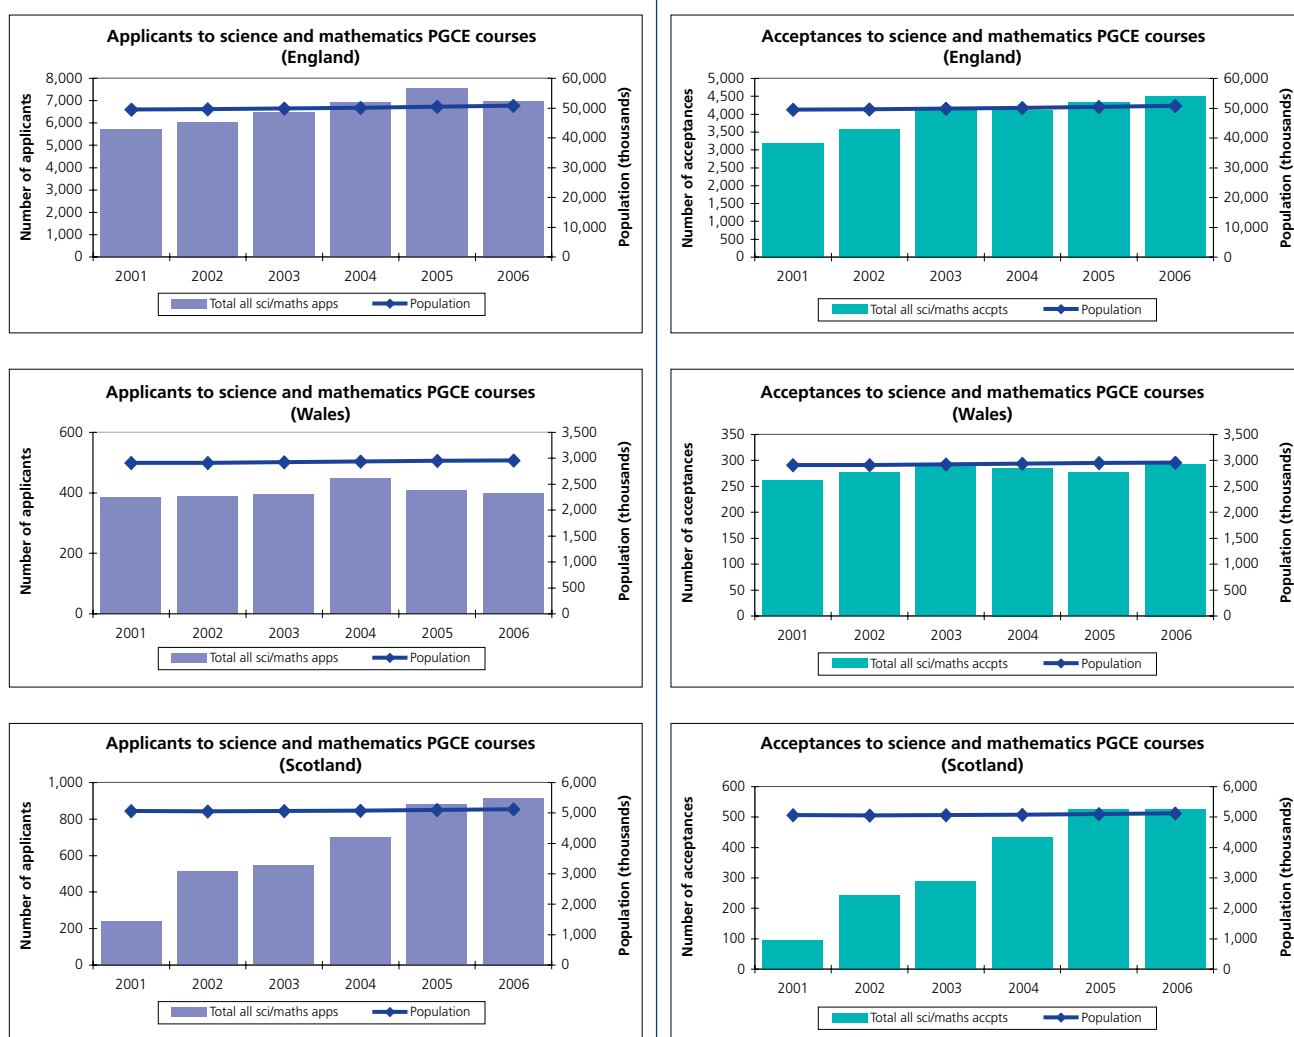 Applicants to science and mathematics PGCE courses
(England)
Number of applicants
8,000
7,000
6,000
5,000
4,000
3,000
2,000
1,000
0
60,000
50,000
40,000
30,000
20,000
10,000
0
Population (thousands)
2001 2002 2003 2004 2005 2006
Total all sci/maths apps Population
Acceptances to science and mathematics PGCE courses
(England)
Number of acceptances
5,000
4,500
4,000
3,500
3,000
2,500
2,000
1,500
1,000
500
0
60,000
50,000
40,000
30,000
20,000
10,000
0
Population (thousands)
2001 2002 2003 2004 2005 2006
Total all sci/maths accpts Population
Applicants to science and mathematics PGCE courses
(Wales)
Number of applicants
600
400
200
0
3,500
3,000
2,500
2,000
1,500
1,000
500
0
Population (thousands)
2001 2002 2003 2004 2005 2006
Total all sci/maths apps Population
Acceptances to science and mathematics PGCE courses
(Wales)
Number of acceptances
350
300
250
200
150
100
50
0
3,500
3,000
2,500
2,000
1,500
1,000
500
0
Population (thousands)
2001 2002 2003 2004 2005 2006
Total all sci/maths accpts Population
Applicants to science and mathematics PGCE courses
(Scotland)
Number of applicants
1,000
800
600
400
200
0
6,000
5,000
4,000
3,000
2,000
1,000
0
Population (thousands)
2001 2002 2003 2004 2005 2006
Total all sci/maths apps Population
Acceptances to science and mathematics PGCE courses
(Scotland)
Number of acceptances
600
500
400
300
200
100
0
6,000
5,000
4,000
3,000
2,000
1,000
0
Population (thousands)
2001 2002 2003 2004 2005 2006
Total all sci/maths accpts Population